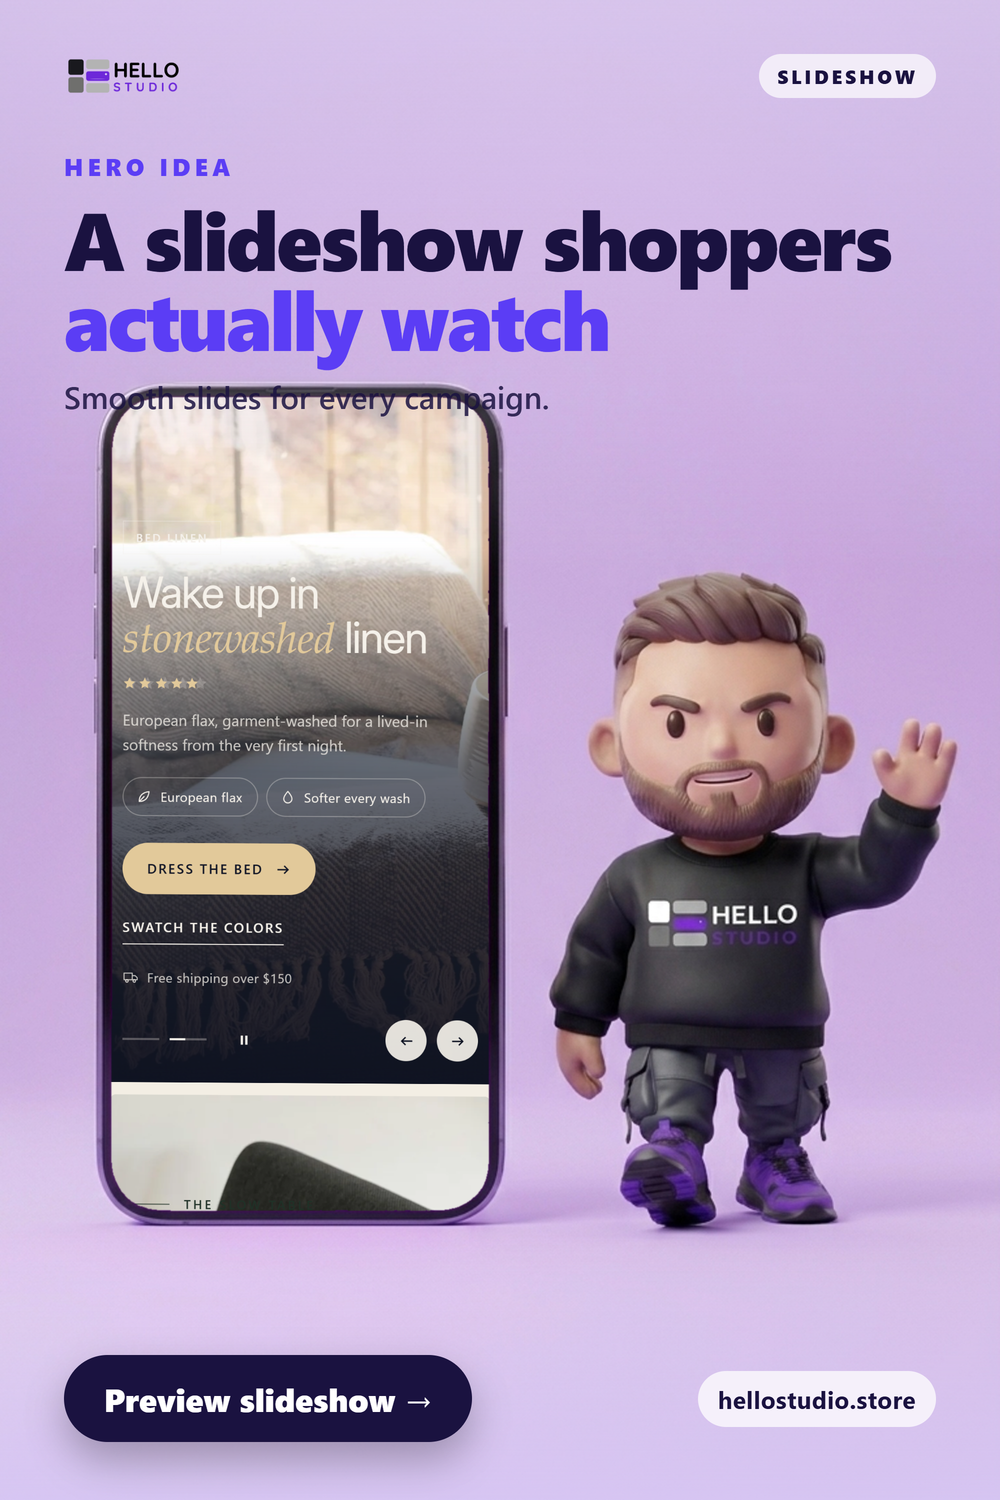 HELLO
STUDIO
SLIDESHOW
HERO IDEA
A slideshow shoppers
actually watch
Smooth slides for every campaign.
BED LINEN
Wake up in
stonewashed linen
European flax, garment-washed for a lived-in
softness from the very first night.
European flax
Softer every wash
DRESS THE BED →
SWATCH THE COLORS
Free shipping over $150
THE
HELLO
STUDIO
Preview slideshow →
hellostudio.store